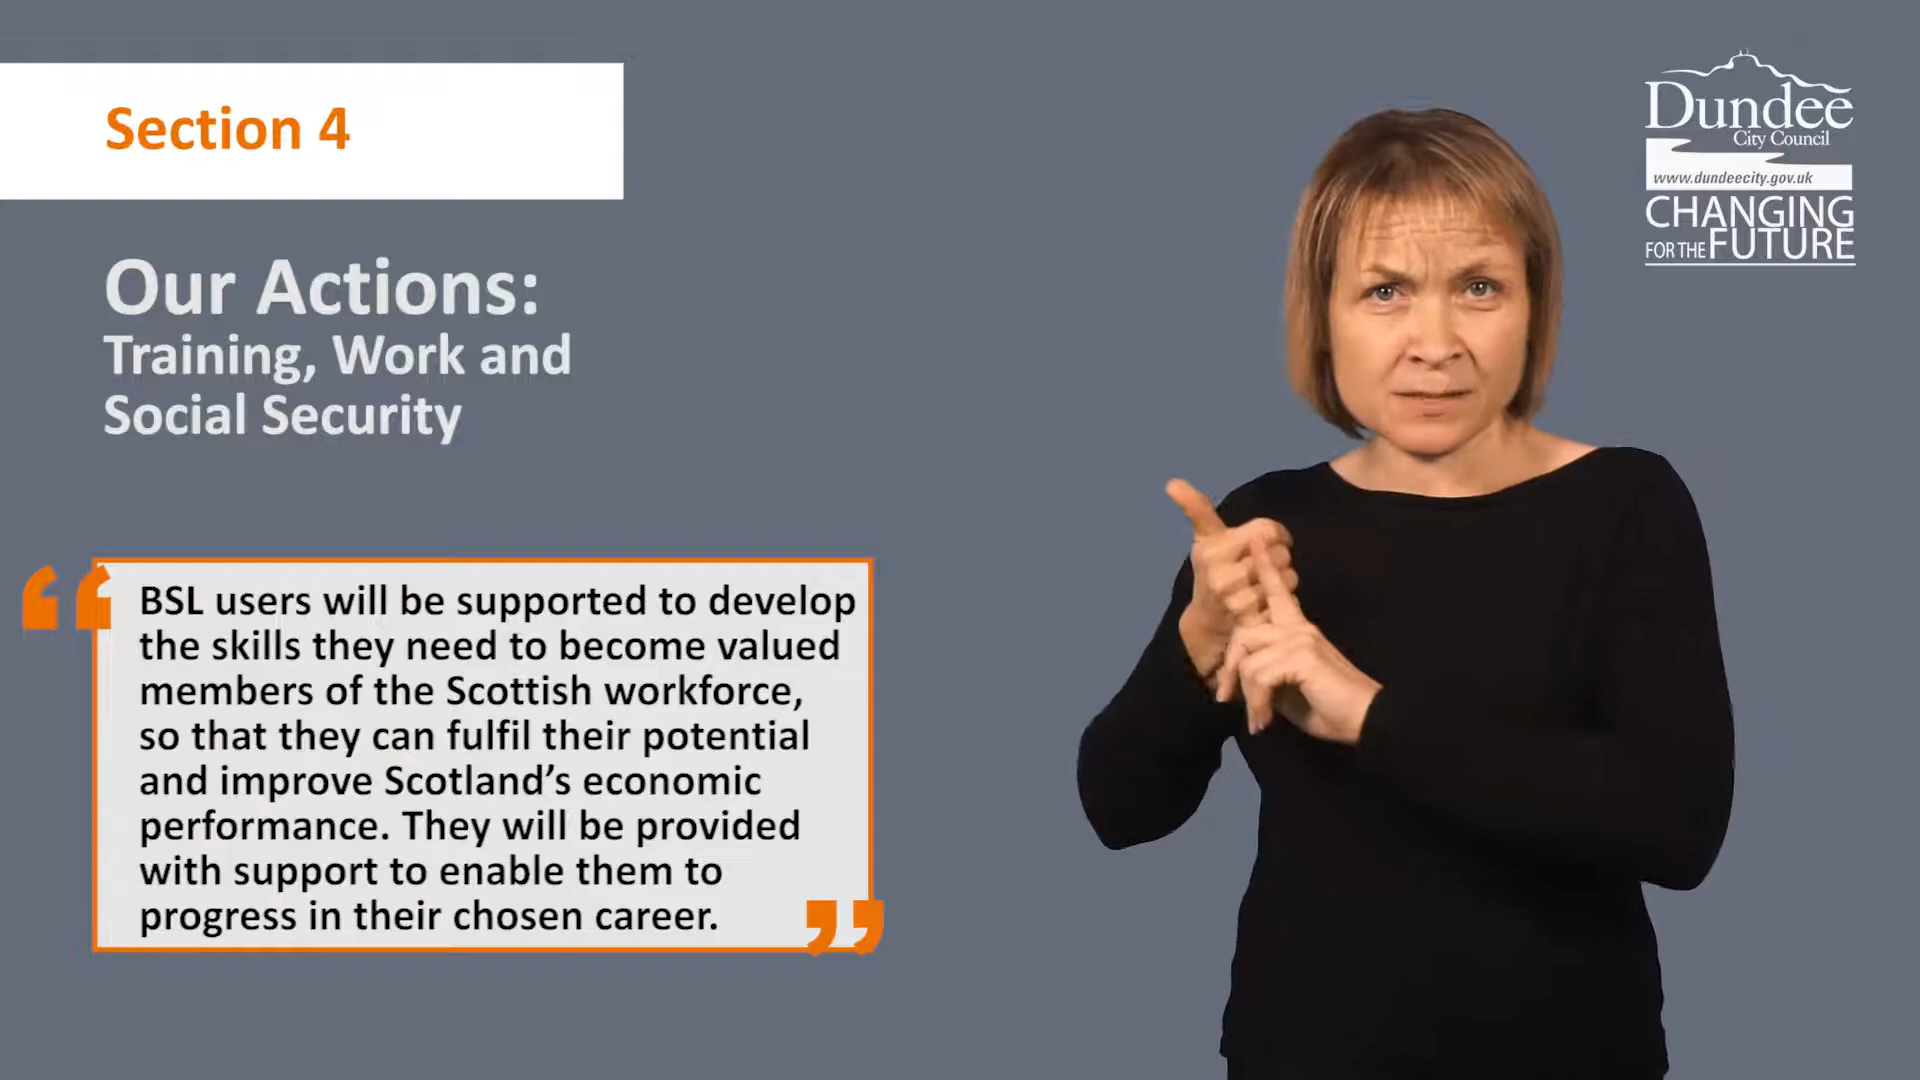 Section 4
Our Actions:
Training, Work and
Social Security
“ BSL users will be supported to develop
the skills they need to become valued
members of the Scottish workforce,
so that they can fulfil their potential
and improve Scotland’s economic
performance. They will be provided
with support to enable them to
progress in their chosen career. ”
Dundee
City Council
www.dundeecity.gov.uk
CHANGING
FOR THE FUTURE